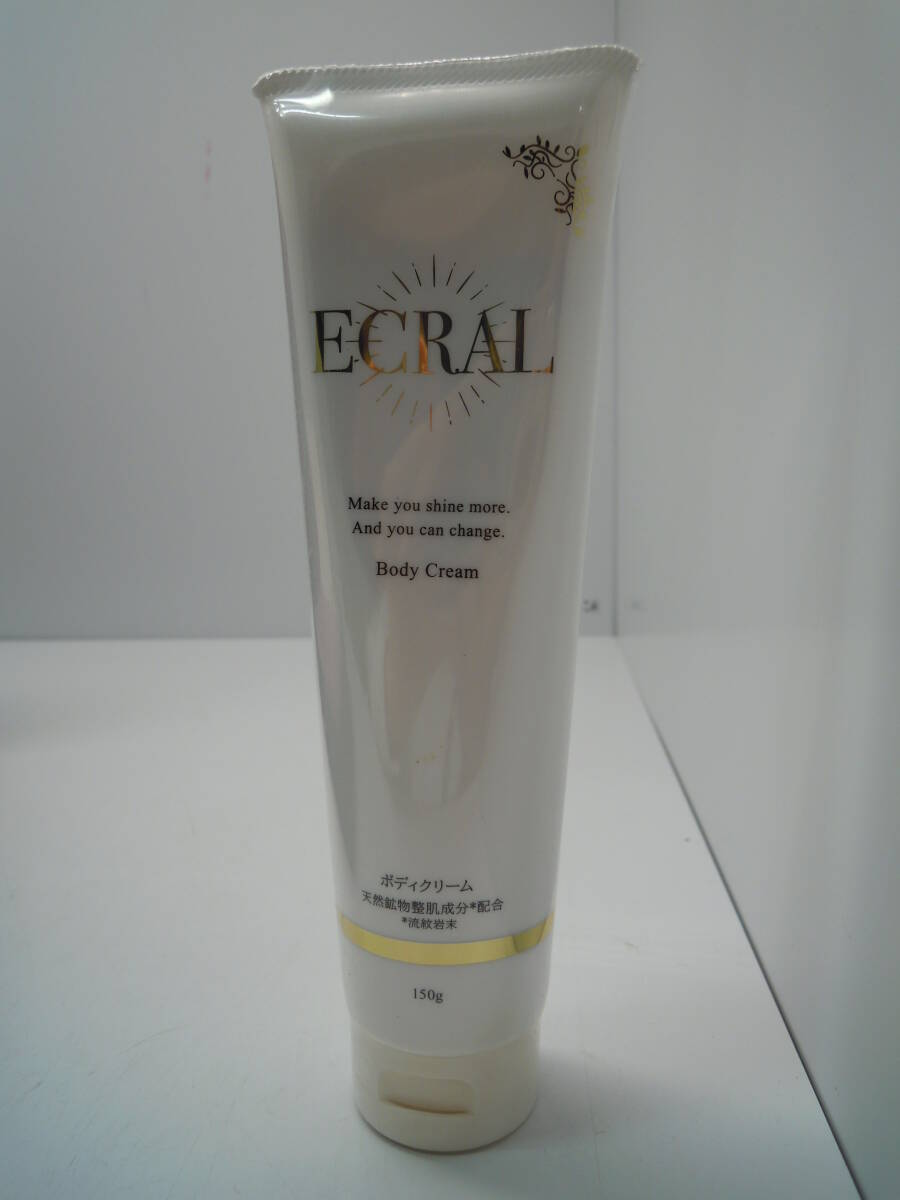 ECRAL
Make you shine more.
And you can change.
Body Cream
ボディクリーム
天然鉱物整肌成分*配合
*流紋岩末
150g